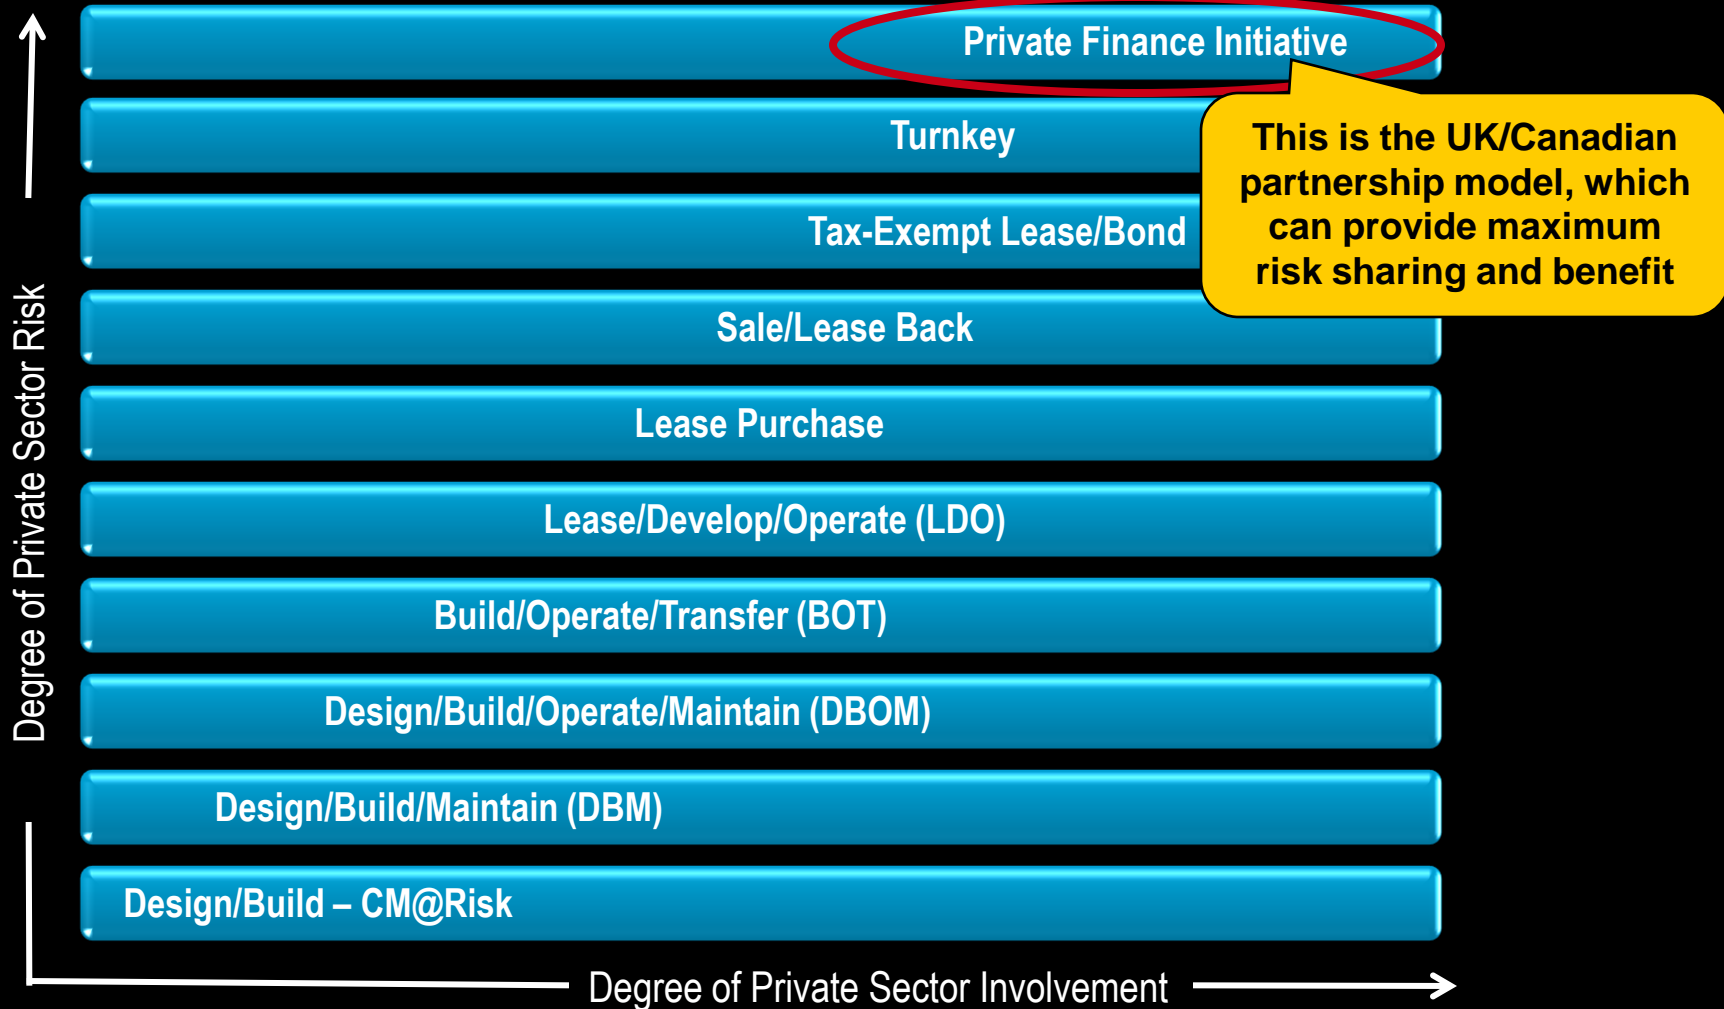 Private Finance Initiative
Turnkey
This is the UK/Canadian
partnership model, which
can provide maximum
risk sharing and benefit
Tax-Exempt Lease/Bond
Sale/Lease Back
Lease Purchase
Lease/Develop/Operate (LDO)
Build/Operate/Transfer (BOT)
Design/Build/Operate/Maintain (DBOM)
Design/Build/Maintain (DBM)
Design/Build – CM@Risk
Degree of Private Sector Risk
Degree of Private Sector Involvement